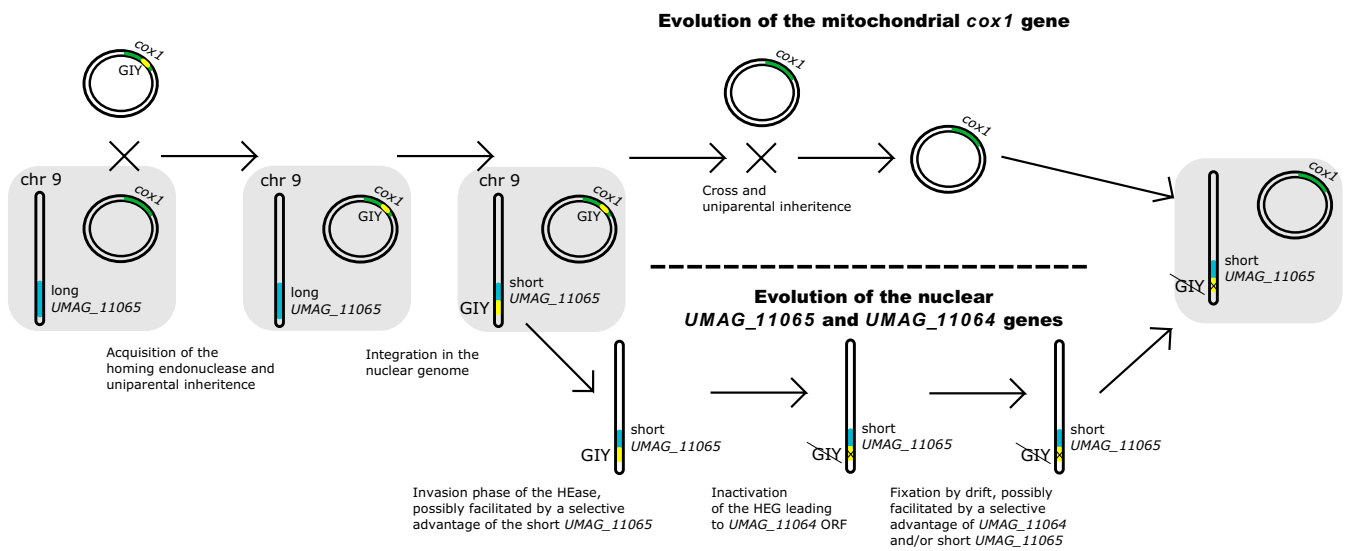 Evolution of the mitochondrial cox1 gene
cox1
GIY
chr 9
cox1
long
UMAG_11065
Acquisition of the
homing endonuclease and
uniparental inheritence
chr 9
cox1
GIY
long
UMAG_11065
Integration in the
nuclear genome
chr 9
cox1
GIY
short
UMAG_11065
GIY
cox1
Cross and
uniparental inheritence
cox1
cox1
short
UMAG_11065
GIY
Evolution of the nuclear
UMAG_11065 and UMAG_11064 genes
short
UMAG_11065
GIY
Invasion phase of the HEase,
possibly facilitated by a selective
advantage of the short UMAG_11065
short
UMAG_11065
GIY
Inactivation
of the HEG leading
to UMAG_11064 ORF
short
UMAG_11065
GIY
Fixation by drift, possibly
facilitated by a selective
advantage of UMAG_11064
and/or short UMAG_11065